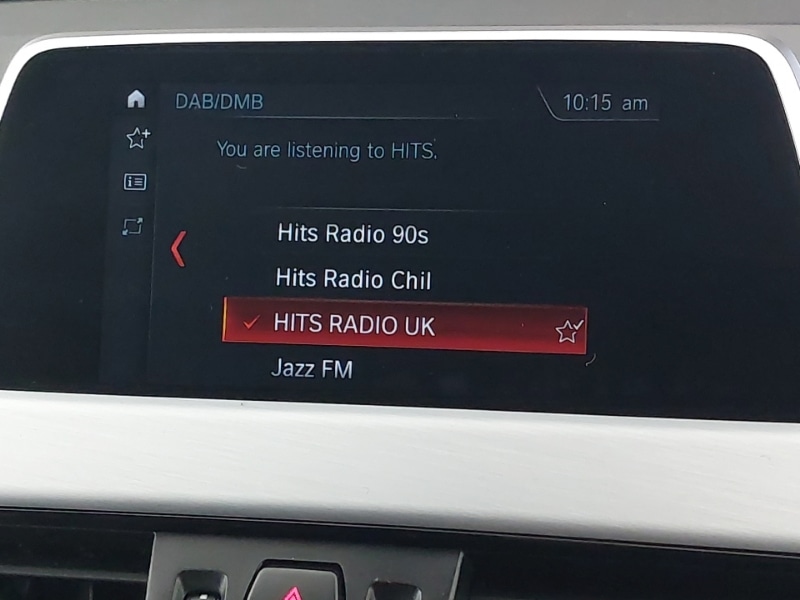 DAB/DMB
10:15 am
You are listening to HITS.
Hits Radio 90s
Hits Radio Chil
HITS RADIO UK
Jazz FM